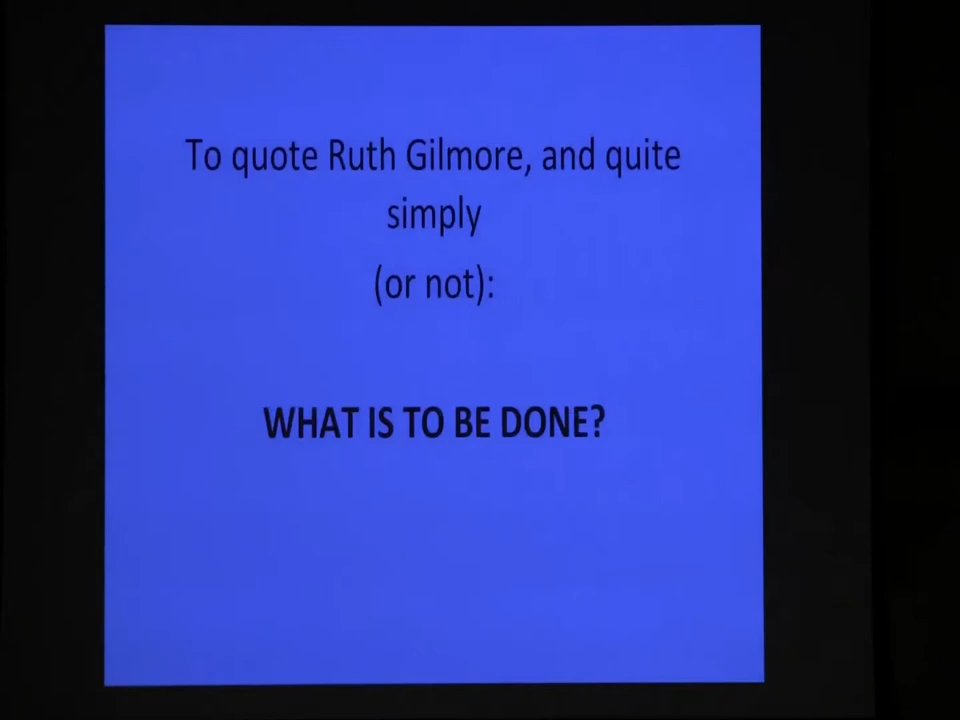 To quote Ruth Gilmore, and quite
simply
(or not):
WHAT IS TO BE DONE?